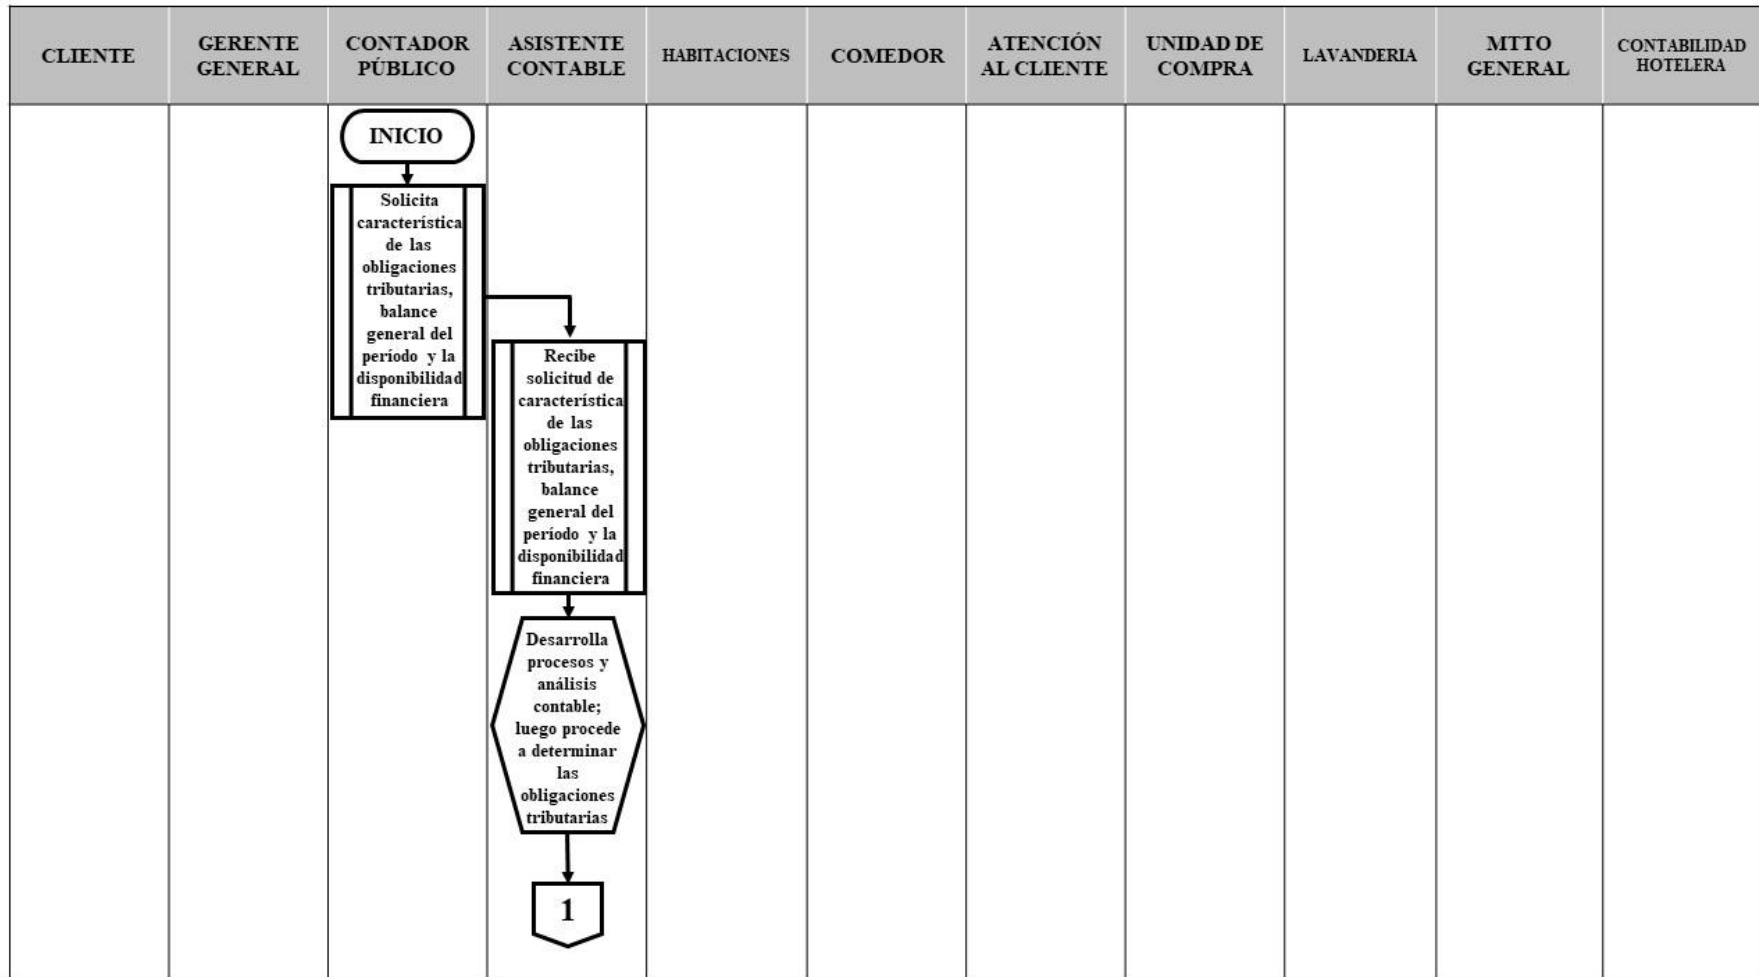 CLIENTE
GERENTE
GENERAL
CONTADOR
PÚBLICO
ASISTENTE
CONTABLE
HABITACIONES
COMEDOR
ATENCIÓN
AL CLIENTE
UNIDAD DE
COMPRA
LAVANDERIA
MTTO
GENERAL
CONTABILIDAD
HOTELERA
INICIO
Solicita
característica
de las
obligaciones
tributarias,
balance
general del
período y la
disponibilidad
financiera
Recibe
solicitud de
característica
de las
obligaciones
tributarias,
balance
general del
período y la
disponibilidad
financiera
Desarrolla
procesos y
análisis
contable;
luego procede
a determinar
las
obligaciones
tributarias
1